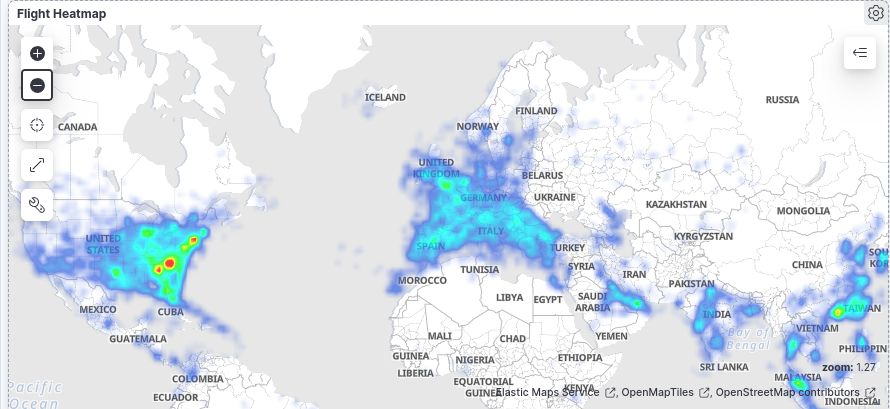 Flight Heatmap
ICELAND
RUSSIA
FINLAND
CANADA
NORWAY
UNITED
KINGDOM
BELARUS
GERMANY
UKRAINE
KAZAKHSTAN
MONGOLIA
ITALY
KYRGYZSTAN
UNITED
STATES
SPAIN
TURKEY
CHINA
TUNISIA
SYRIA
IRAN
MOROCCO
PAKISTAN
LIBYA
EGYPT
SAUDI
ARABIA
MEXICO
CUBA
INDIA
TAIWAN
Bay of
Bengal
VIETNAM
GUATEMALA
MALI
CHAD
YEMEN
GUINEA
NIGERIA
ETHIOPIA
SRI LANKA
zoom: 1.27
LIBERIA
COLOMBIA
EQUATORIAL
GUINEA
KENYA
MALAYSIA
Pacific
Ocean
ECUADOR
Elastic Maps Service, OpenMapTiles, OpenStreetMap contributors
INDONESIA